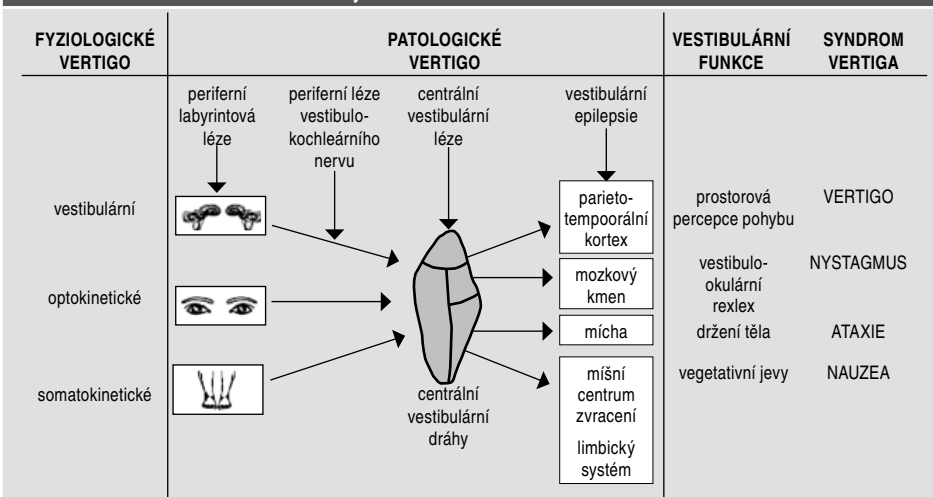 FYZIOLOGICKÉ
VERTIGO
PATOLOGICKÉ
VERTIGO
VESTIBULÁRNÍ
FUNKCE
SYNDROM
VERTIGA
periferní
labyrintová
léze
periferní léze
vestibulo-
kochleárního
nervu
centrální
vestibulární
léze
vestibulární
epilepsie
vestibulární
optokinetické
somatokinetické
centrální
vestibulární
dráhy
parieto-
tempoorální
kortex
mozkový
kmen
mícha
míšní
centrum
zvracení
limbický
systém
prostorová
percepce pohybu
vestibulo-
okulární
rexlex
držení těla
vegetativní jevy
VERTIGO
NYSTAGMUS
ATAXIE
NAUZEA